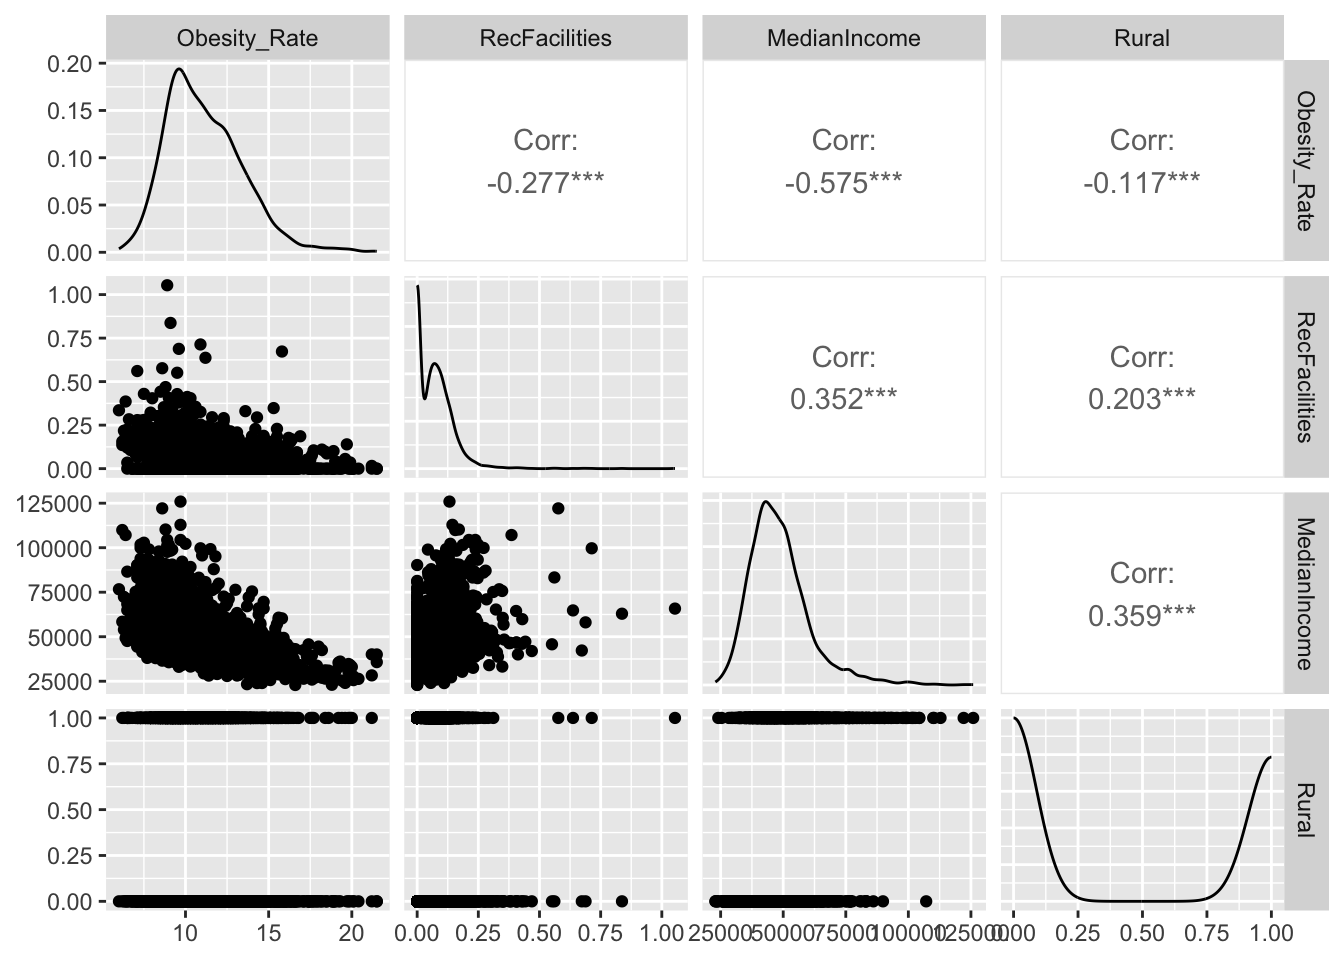 Obesity_Rate
RecFacilities
MedianIncome
Rural
0.20
0.15
0.10
0.05
0.00
Corr:
-0.277***
Corr:
-0.575***
Corr:
-0.117***
Obesity_Rate
1.00
0.75
0.50
0.25
0.00
Corr:
0.352***
Corr:
0.203***
RecFacilities
125000
100000
75000
50000
25000
Corr:
0.359***
MedianIncome
1.00
0.75
0.50
0.25
0.00
Rural
10 15 20
0.00 0.25 0.50 0.75 1.00
25000 50000 75000 100000 125000
0.00 0.25 0.50 0.75 1.00